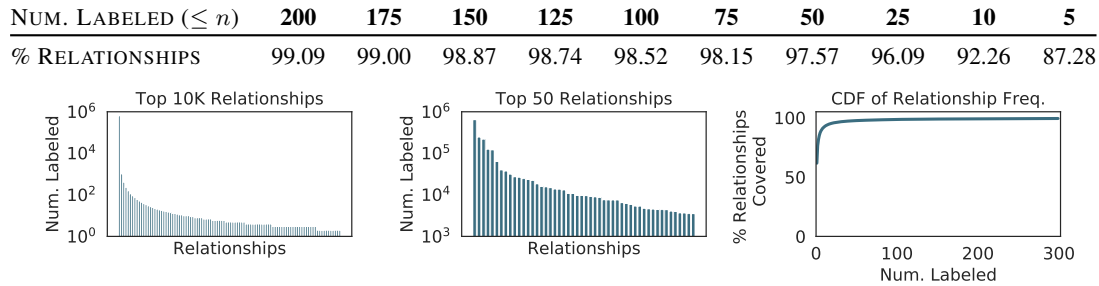 NUM. LABELED (≤ n) 200 175 150 125 100 75 50 25 10 5
% RELATIONSHIPS 99.09 99.00 98.87 98.74 98.52 98.15 97.57 96.09 92.26 87.28
Top 10K Relationships
Num. Labeled
10^6
10^4
10^2
10^0
Relationships
Top 50 Relationships
Num. Labeled
10^6
10^5
10^4
10^3
Relationships
CDF of Relationship Freq.
% Relationships
Covered
100
50
0
0 100 200 300
Num. Labeled